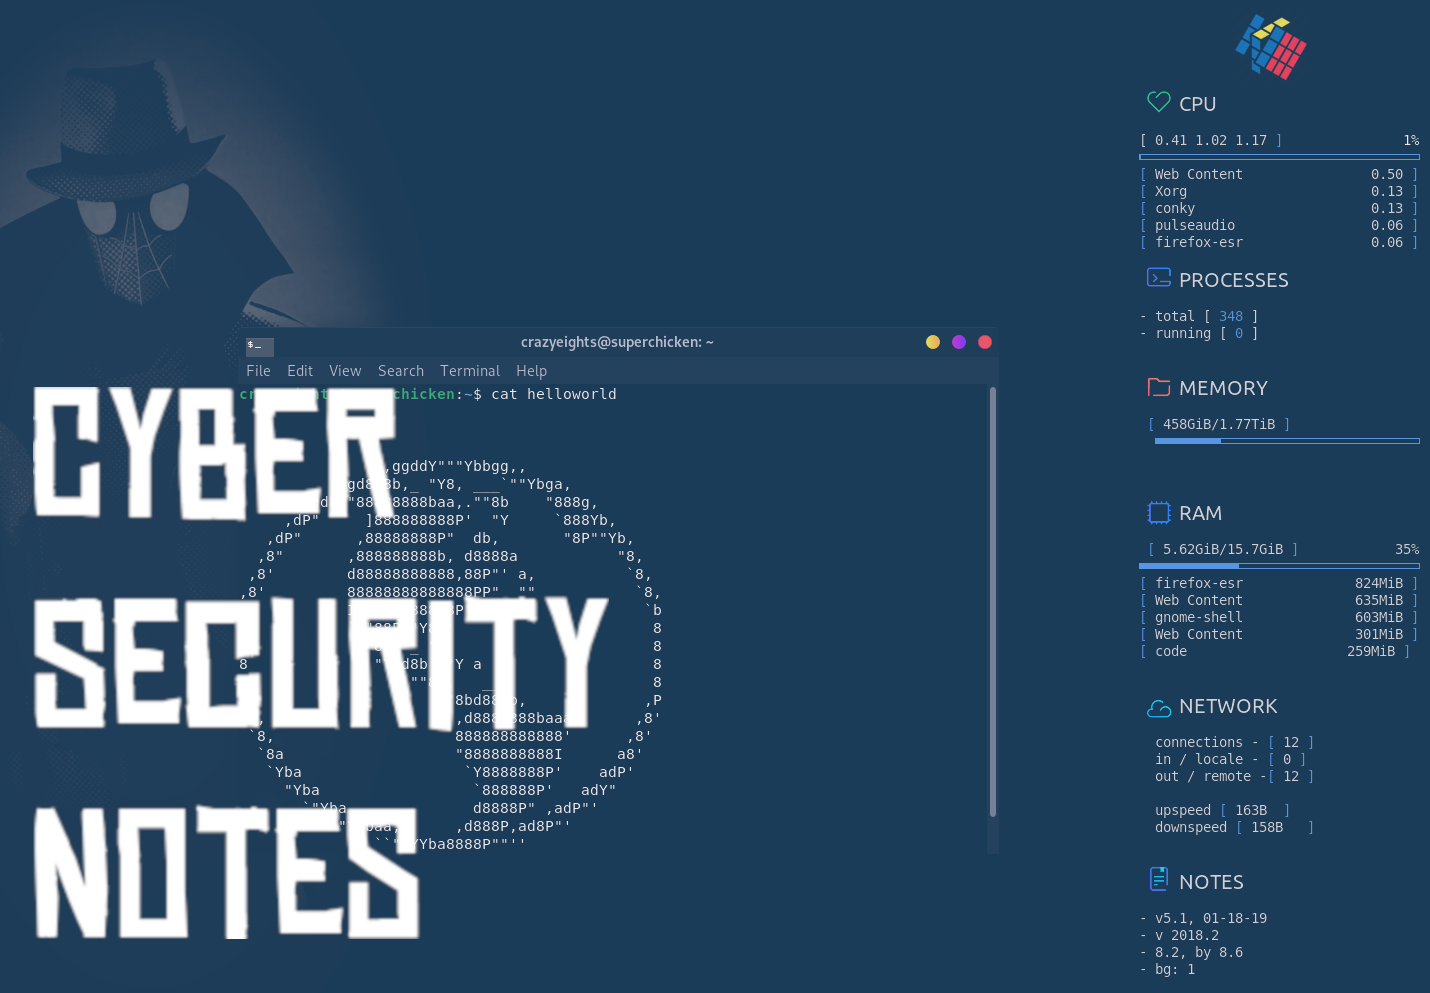 CYBER
SECURITY
NOTES
$_
crazyeights@superchicken: ~
File Edit View Search Terminal Help
chicken:~$ cat helloworld
CPU
[ 0.41 1.02 1.17 ] 1%
[ Web Content 0.50 ]
[ Xorg 0.13 ]
[ conky 0.13 ]
[ pulseaudio 0.06 ]
[ firefox-esr 0.06 ]
PROCESSES
- total [ 348 ]
- running [ 0 ]
MEMORY
[ 458GiB/1.77TiB ]
RAM
[ 5.62GiB/15.7GiB ] 35%
[ firefox-esr 824MiB ]
[ Web Content 635MiB ]
[ gnome-shell 603MiB ]
[ Web Content 301MiB ]
[ code 259MiB ]
NETWORK
connections - [ 12 ]
in / locale - [ 0 ]
out / remote -[ 12 ]
upspeed [ 163B ]
downspeed [ 158B ]
NOTES
- v5.1, 01-18-19
- v 2018.2
- 8.2, by 8.6
- bg: 1